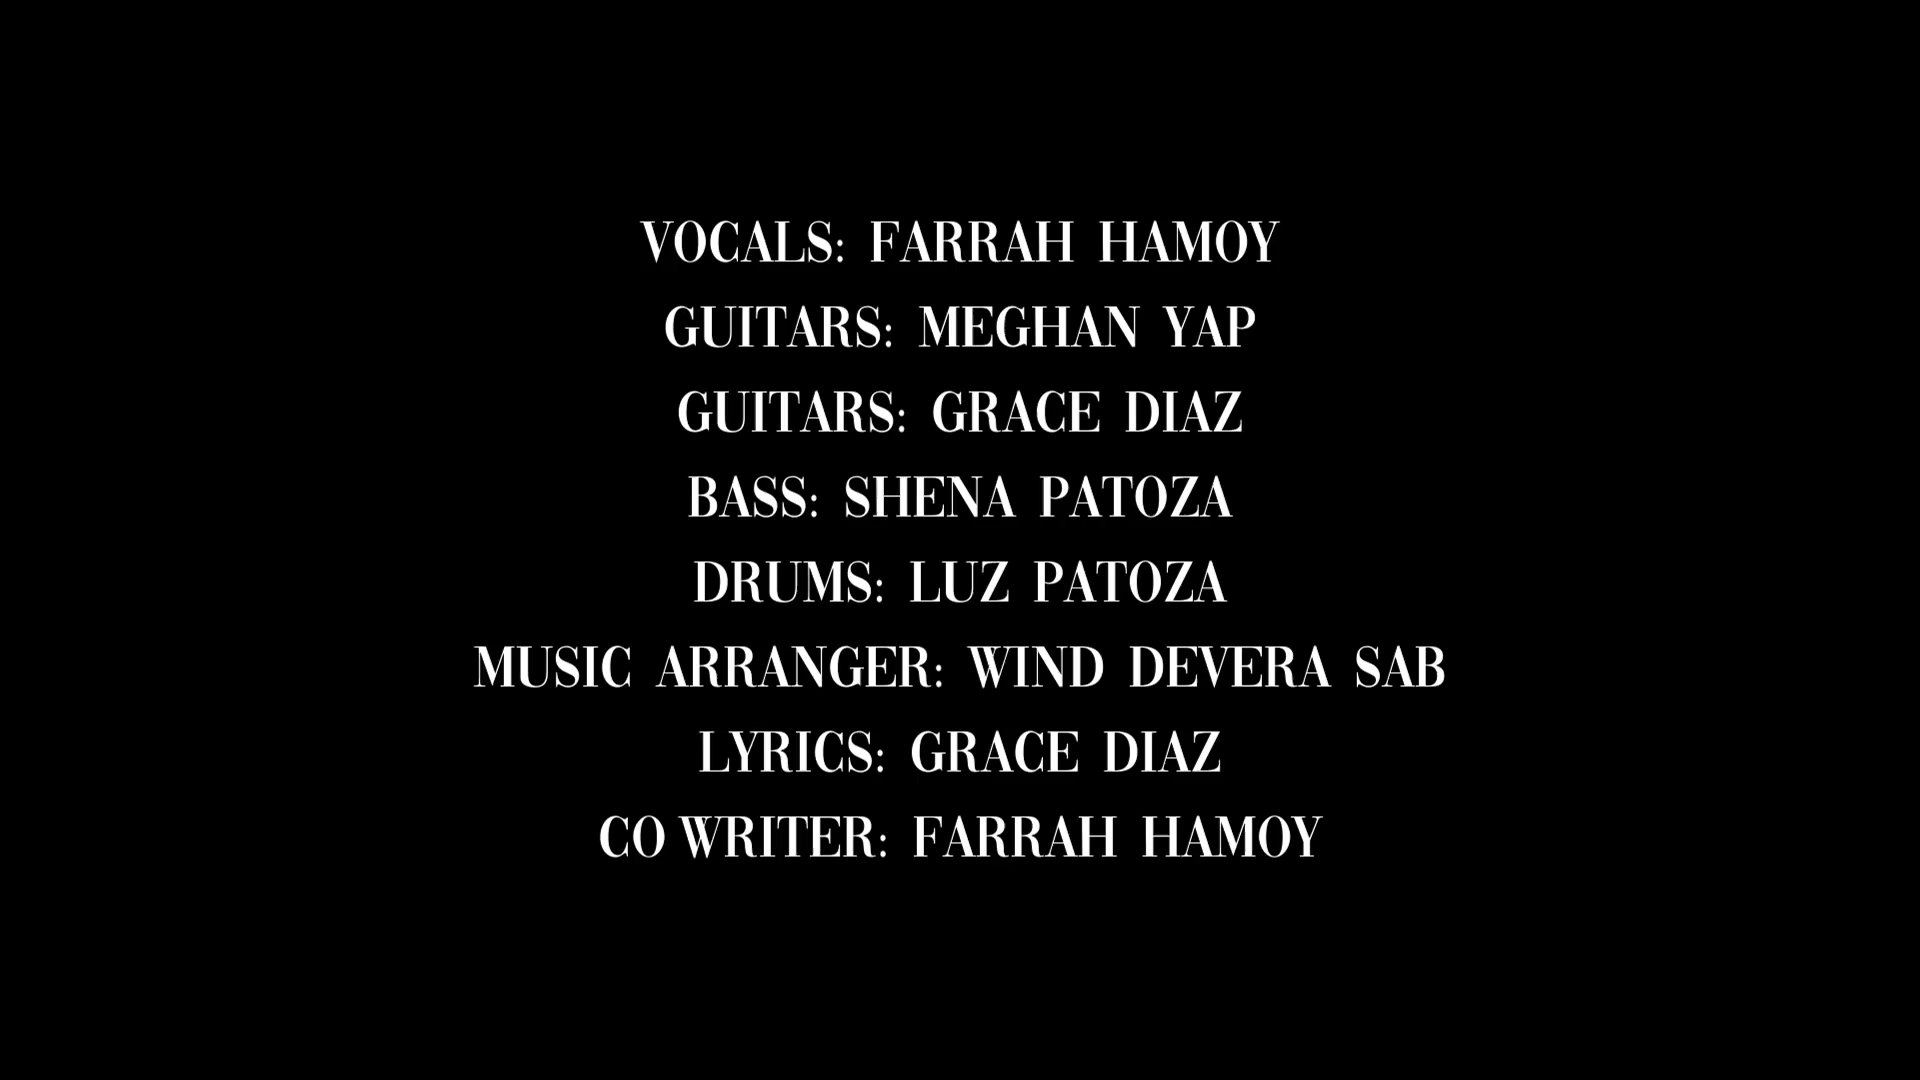 VOCALS: FARRAH HAMOY
GUITARS: MEGHAN YAP
GUITARS: GRACE DIAZ
BASS: SHENA PATOZA
DRUMS: LUZ PATOZA
MUSIC ARRANGER: WIND DEVERA SAB
LYRICS: GRACE DIAZ
CO WRITER: FARRAH HAMOY